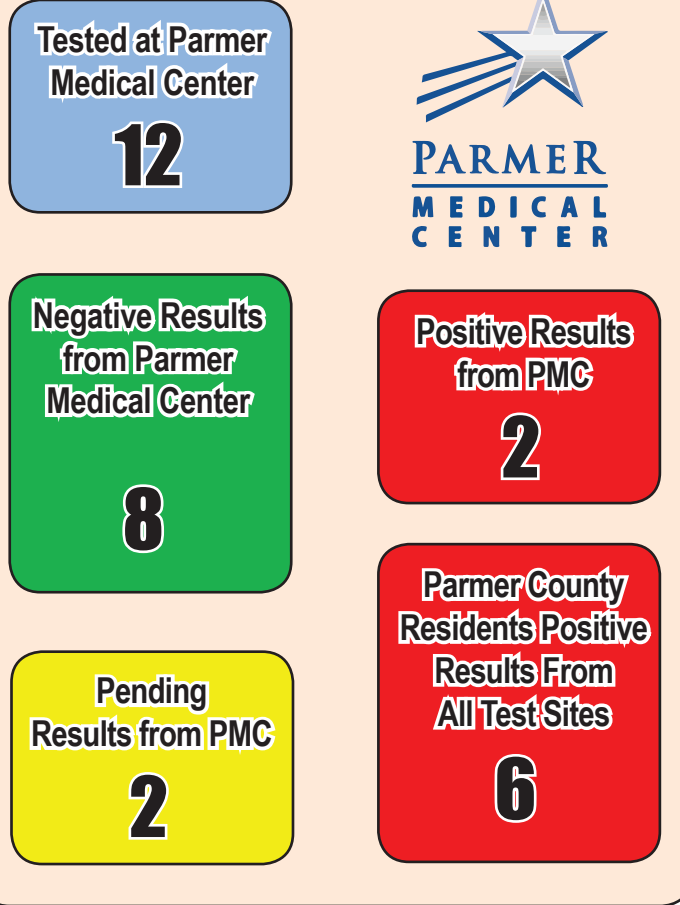 Tested at Parmer
Medical Center
12
PARMER
MEDICAL
CENTER
Negative Results
from Parmer
Medical Center
8
Positive Results
from PMC
2
Pending
Results from PMC
2
Parmer County
Residents Positive
Results From
All Test Sites
6